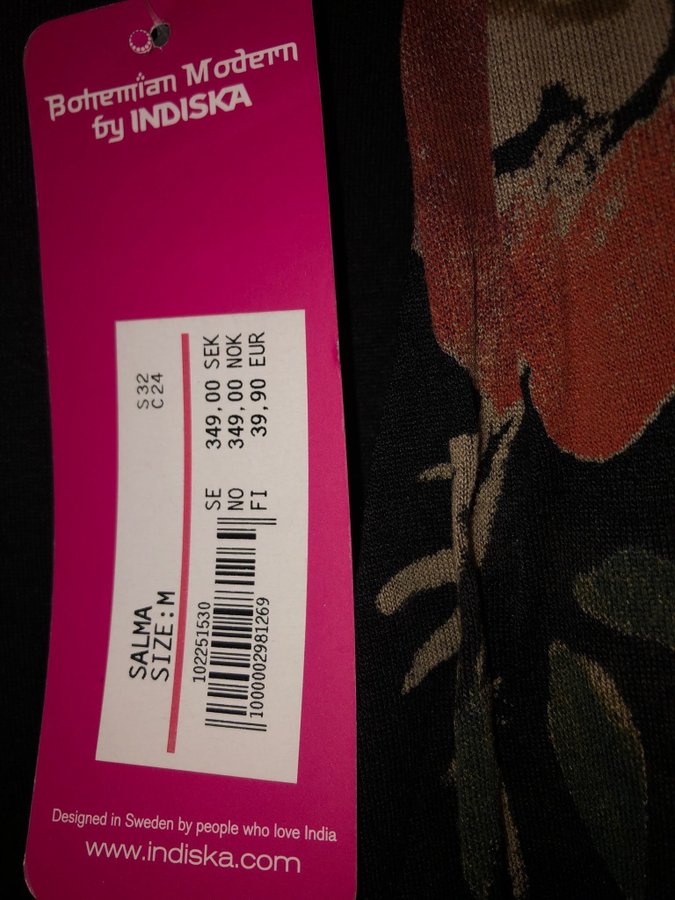 Bohemian Modern
by INDISKA
S32
C24
SE 349,00 SEK
NO 349,00 NOK
FI 39,90 EUR
SALMA
SIZE:M
102251530
1000002981269
Designed in Sweden by people who love India
www.indiska.com